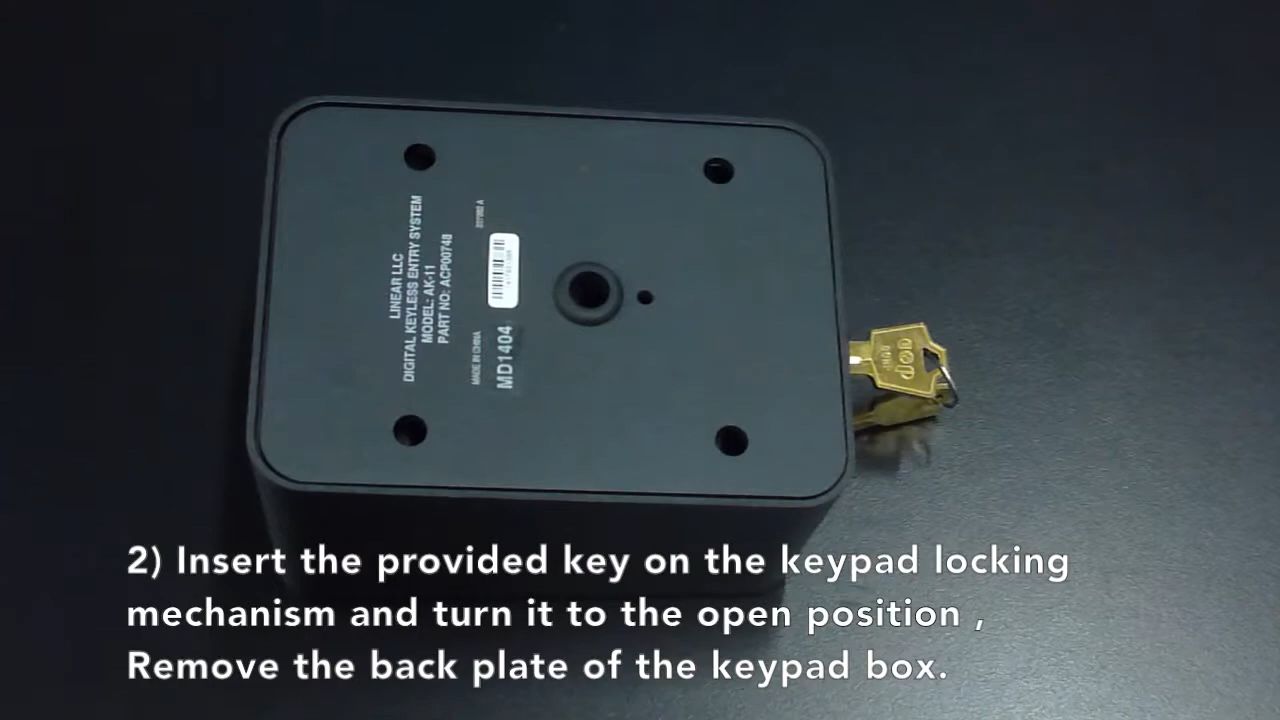 LINEAR LLC
DIGITAL KEYLESS ENTRY SYSTEM
MODEL: AK-11
PART NO: ACP00748
MADE IN CHINA
MD1404
2) Insert the provided key on the keypad locking
mechanism and turn it to the open position ,
Remove the back plate of the keypad box.